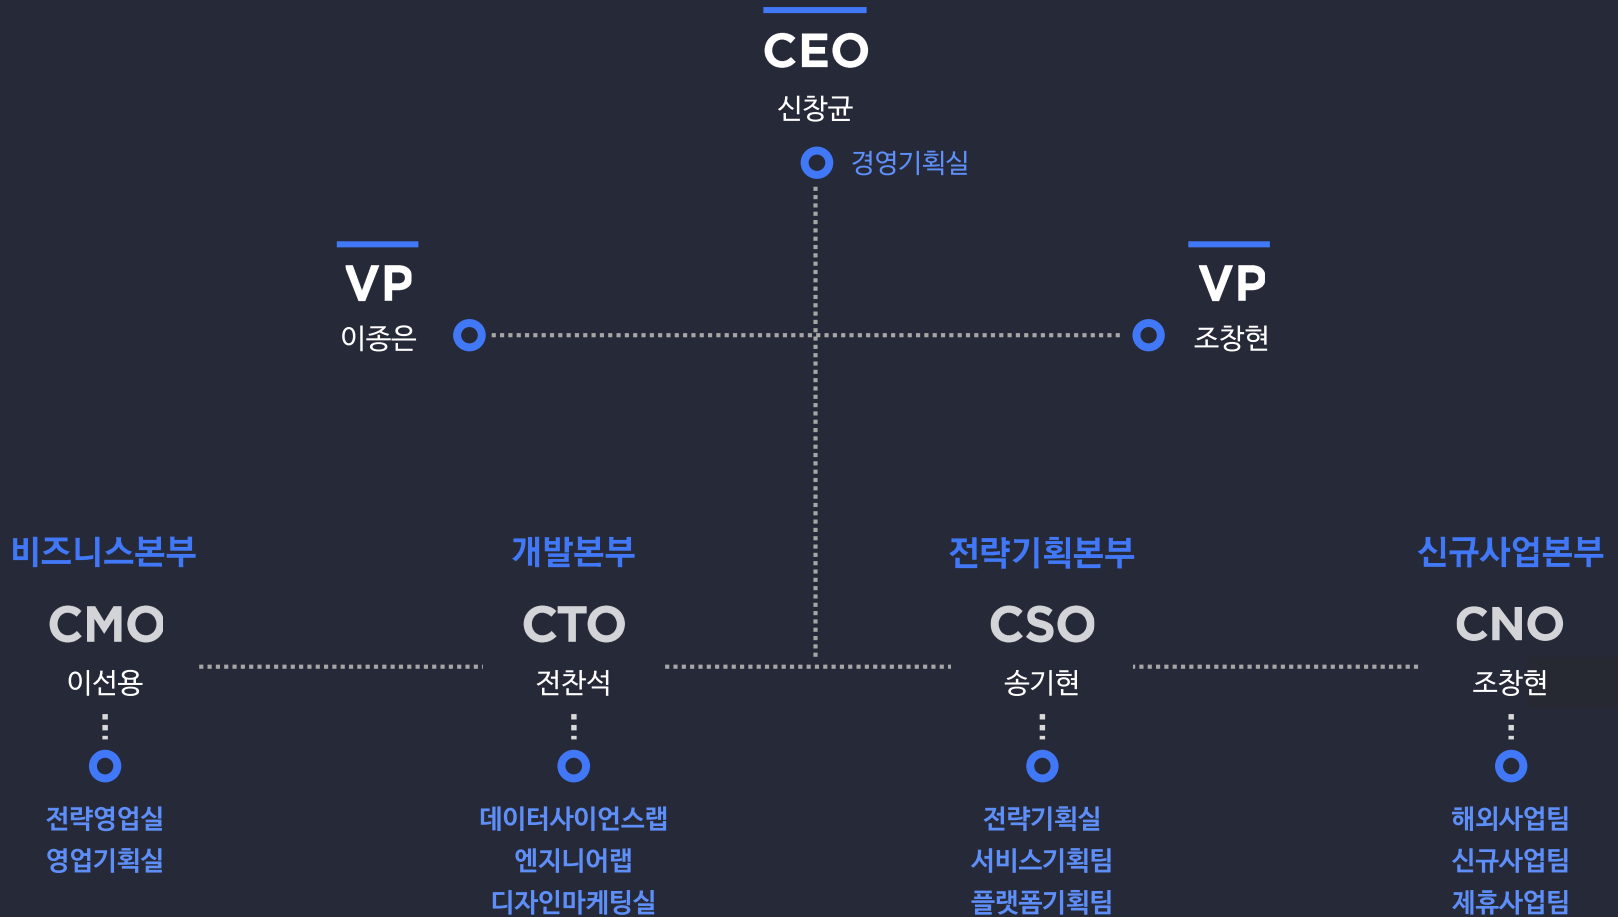 CEO
신창균
경영기획실
VP
이종은
VP
조창현
비즈니스본부
CMO
이선용
전략영업실
영업기획실
개발본부
CTO
전찬석
데이터사이언스랩
엔지니어랩
디자인마케팅실
전략기획본부
CSO
송기현
전략기획실
서비스기획팀
플랫폼기획팀
신규사업본부
CNO
조창현
해외사업팀
신규사업팀
제휴사업팀